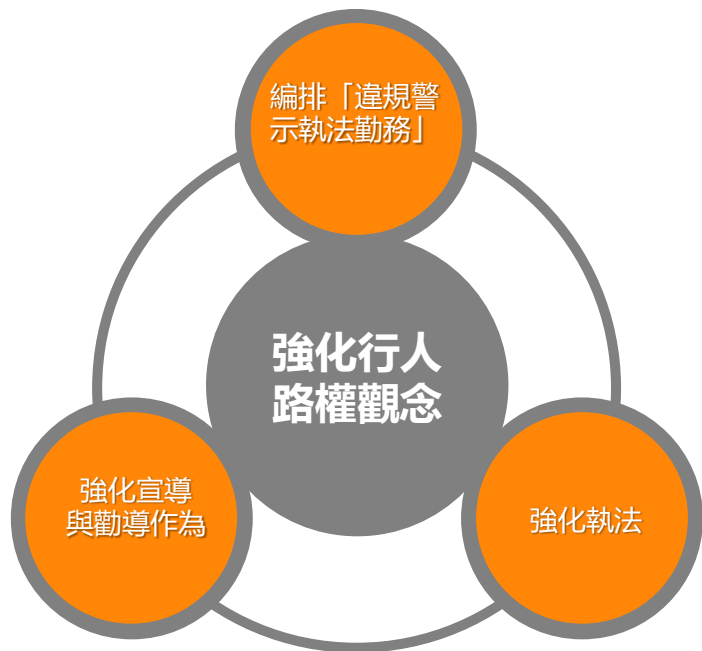 編排「違規警
示執法勤務」
強化行人
路權觀念
強化宣導
與勸導作為
強化執法